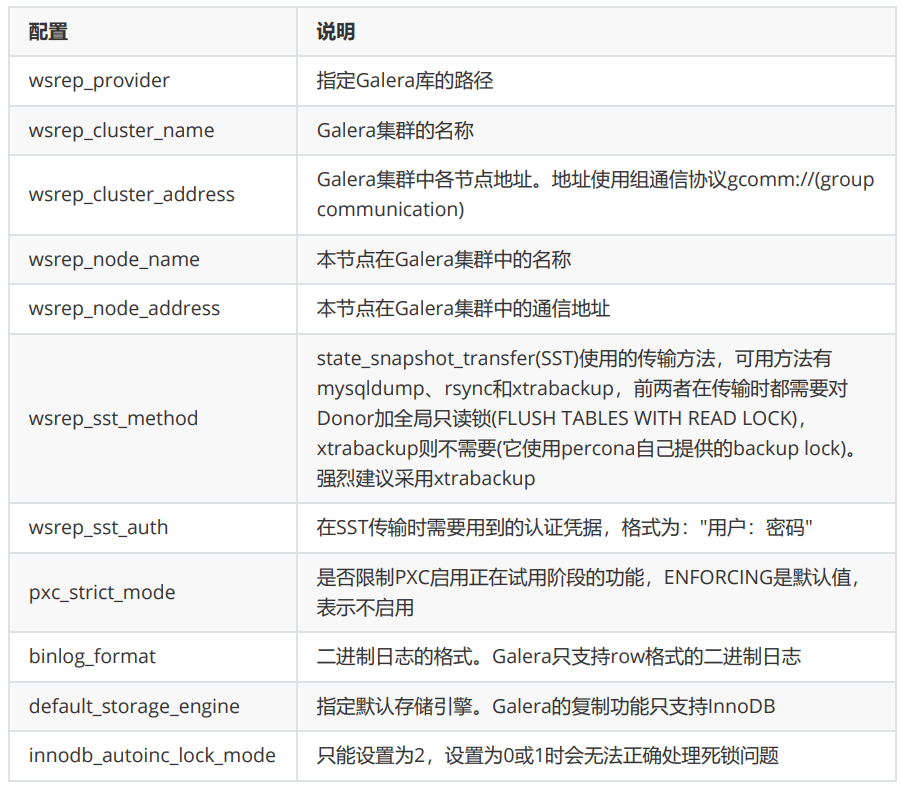 配置 说明
wsrep_provider 指定Galera库的路径
wsrep_cluster_name Galera集群的名称
wsrep_cluster_address Galera集群中各节点地址。地址使用组通信协议gcomm://(group
communication)
wsrep_node_name 本节点在Galera集群中的名称
wsrep_node_address 本节点在Galera集群中的通信地址
wsrep_sst_method state_snapshot_transfer(SST)使用的传输方法，可用方法有
mysqldump、rsync和xtrabackup，前两者在传输时都需要对
Donor加全局只读锁(FLUSH TABLES WITH READ LOCK)，
xtrabackup则不需要(它使用percona自己提供的backup lock)。
强烈建议采用xtrabackup
wsrep_sst_auth 在SST传输时需要用到的认证凭据，格式为："用户：密码"
pxc_strict_mode 是否限制PXC启用正在试用阶段的功能，ENFORCING是默认值，
表示不启用
binlog_format 二进制日志的格式。Galera只支持row格式的二进制日志
default_storage_engine 指定默认存储引擎。Galera的复制功能只支持InnoDB
innodb_autoinc_lock_mode 只能设置为2，设置为0或1时会无法正确处理死锁问题